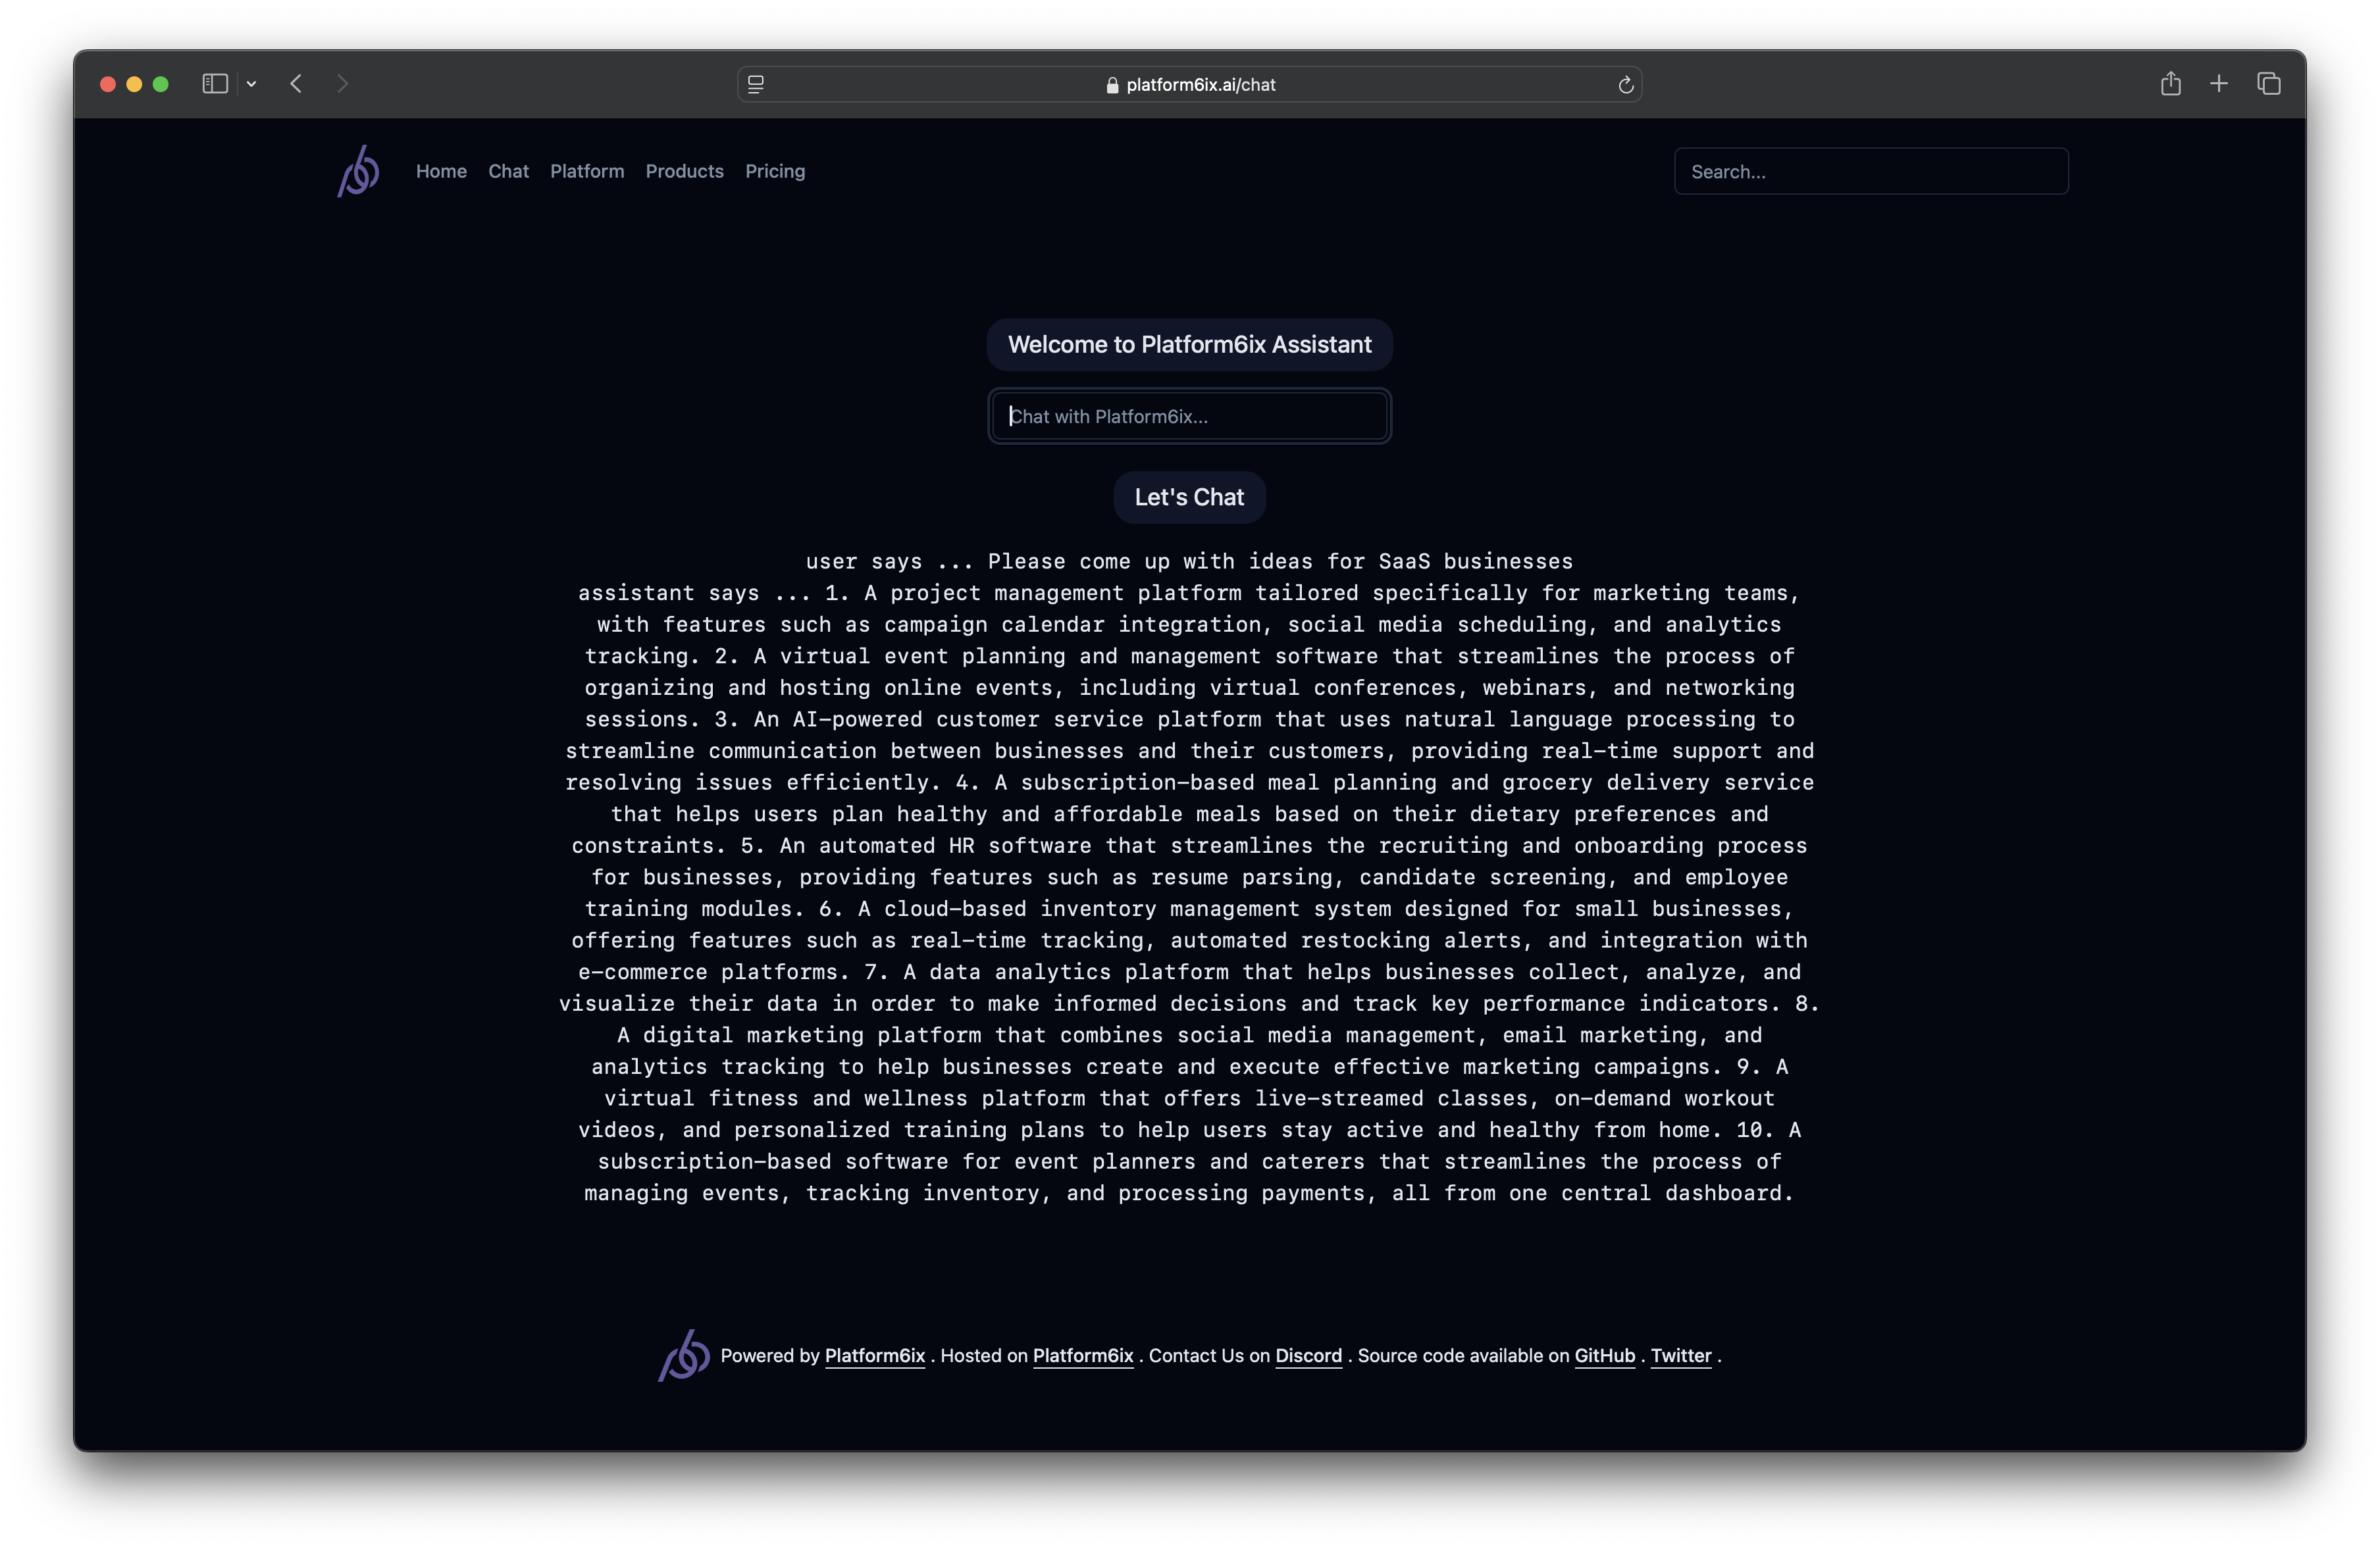 platform6ix.ai/chat
Home Chat Platform Products Pricing
Search...
Welcome to Platform6ix Assistant
Chat with Platform6ix...
Let's Chat
user says ... Please come up with ideas for SaaS businesses
assistant says ... 1. A project management platform tailored specifically for marketing teams,
with features such as campaign calendar integration, social media scheduling, and analytics
tracking. 2. A virtual event planning and management software that streamlines the process of
organizing and hosting online events, including virtual conferences, webinars, and networking
sessions. 3. An AI-powered customer service platform that uses natural language processing to
streamline communication between businesses and their customers, providing real-time support and
resolving issues efficiently. 4. A subscription-based meal planning and grocery delivery service
that helps users plan healthy and affordable meals based on their dietary preferences and
constraints. 5. An automated HR software that streamlines the recruiting and onboarding process
for businesses, providing features such as resume parsing, candidate screening, and employee
training modules. 6. A cloud-based inventory management system designed for small businesses,
offering features such as real-time tracking, automated restocking alerts, and integration with
e-commerce platforms. 7. A data analytics platform that helps businesses collect, analyze, and
visualize their data in order to make informed decisions and track key performance indicators. 8.
A digital marketing platform that combines social media management, email marketing, and
analytics tracking to help businesses create and execute effective marketing campaigns. 9. A
virtual fitness and wellness platform that offers live-streamed classes, on-demand workout
videos, and personalized training plans to help users stay active and healthy from home. 10. A
subscription-based software for event planners and caterers that streamlines the process of
managing events, tracking inventory, and processing payments, all from one central dashboard.
Powered by Platform6ix . Hosted on Platform6ix . Contact Us on Discord . Source code available on GitHub . Twitter .